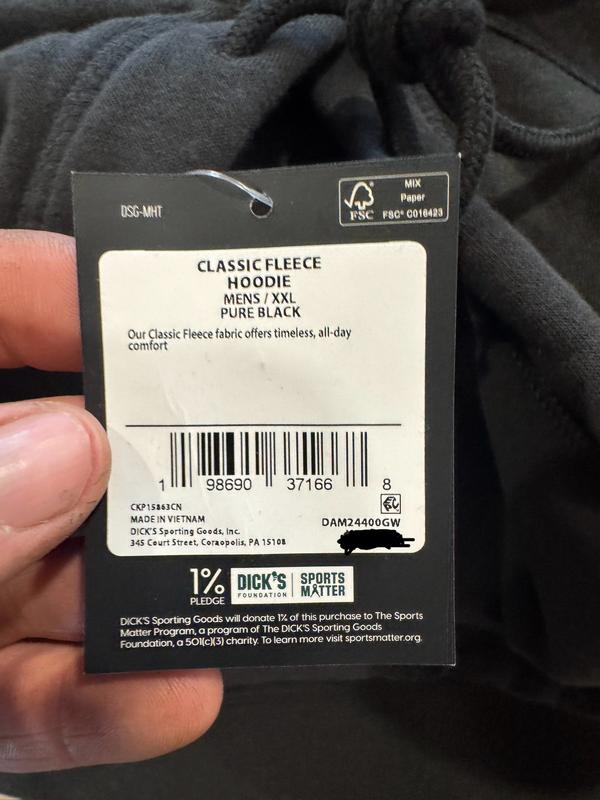 DSG-MHT
MIX
Paper
FSC
FSC® C016423
CLASSIC FLEECE
HOODIE
MENS / XXL
PURE BLACK
Our Classic Fleece fabric offers timeless, all-day
comfort
1 98690 37166 8
CKP15863CN
MADE IN VIETNAM
DICK'S Sporting Goods, Inc.
345 Court Street, Coraopolis, PA 15108
DAM24400GW
1%
PLEDGE
DICK'S
FOUNDATION
SPORTS
MATTER
DICK'S Sporting Goods will donate 1% of this purchase to The Sports
Matter Program, a program of The DICK'S Sporting Goods
Foundation, a 501(c)(3) charity. To learn more visit sportsmatter.org.